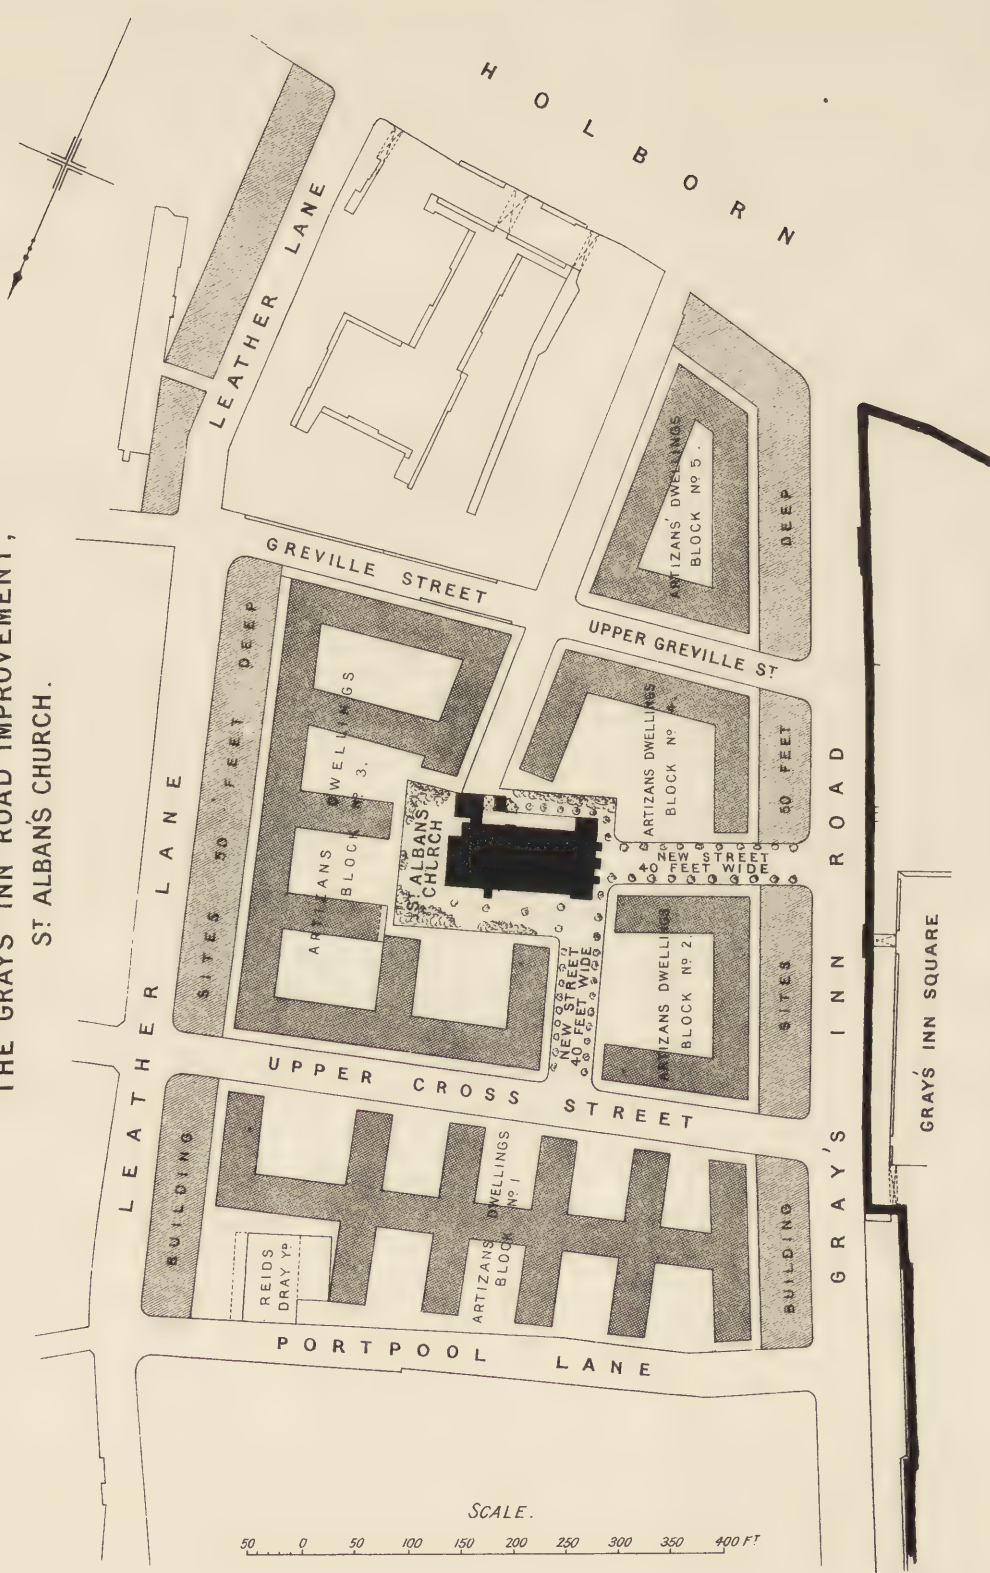 THE GRAYS INN ROAD IMPROVEMENT,
ST ALBAN'S CHURCH.
HOLBORN
LEATHER LANE
GREVILLE STREET
UPPER GREVILLE ST
ARTIZANS' DWELLINGS
BLOCK No 5.
DEEP
50 FEET
SITES
BUILDING
ARTIZANS DWELLINGS
BLOCK No 4.
NEW STREET
40 FEET WIDE
ST ALBANS
CHURCH
ARTIZANS DWELLINGS
BLOCK No 3.
SITES 50 FEET DEEP
LEATHER LANE
NEW STREET
40 FEET WIDE
ARTIZANS DWELLINGS
BLOCK No 2.
GRAY'S INN ROAD
GRAY'S INN SQUARE
UPPER CROSS STREET
BUILDING
REIDS
DRAY YD
ARTIZANS DWELLINGS
BLOCK No 1
PORTPOOL LANE
SCALE.
50 0 50 100 150 200 250 300 350 400 FT